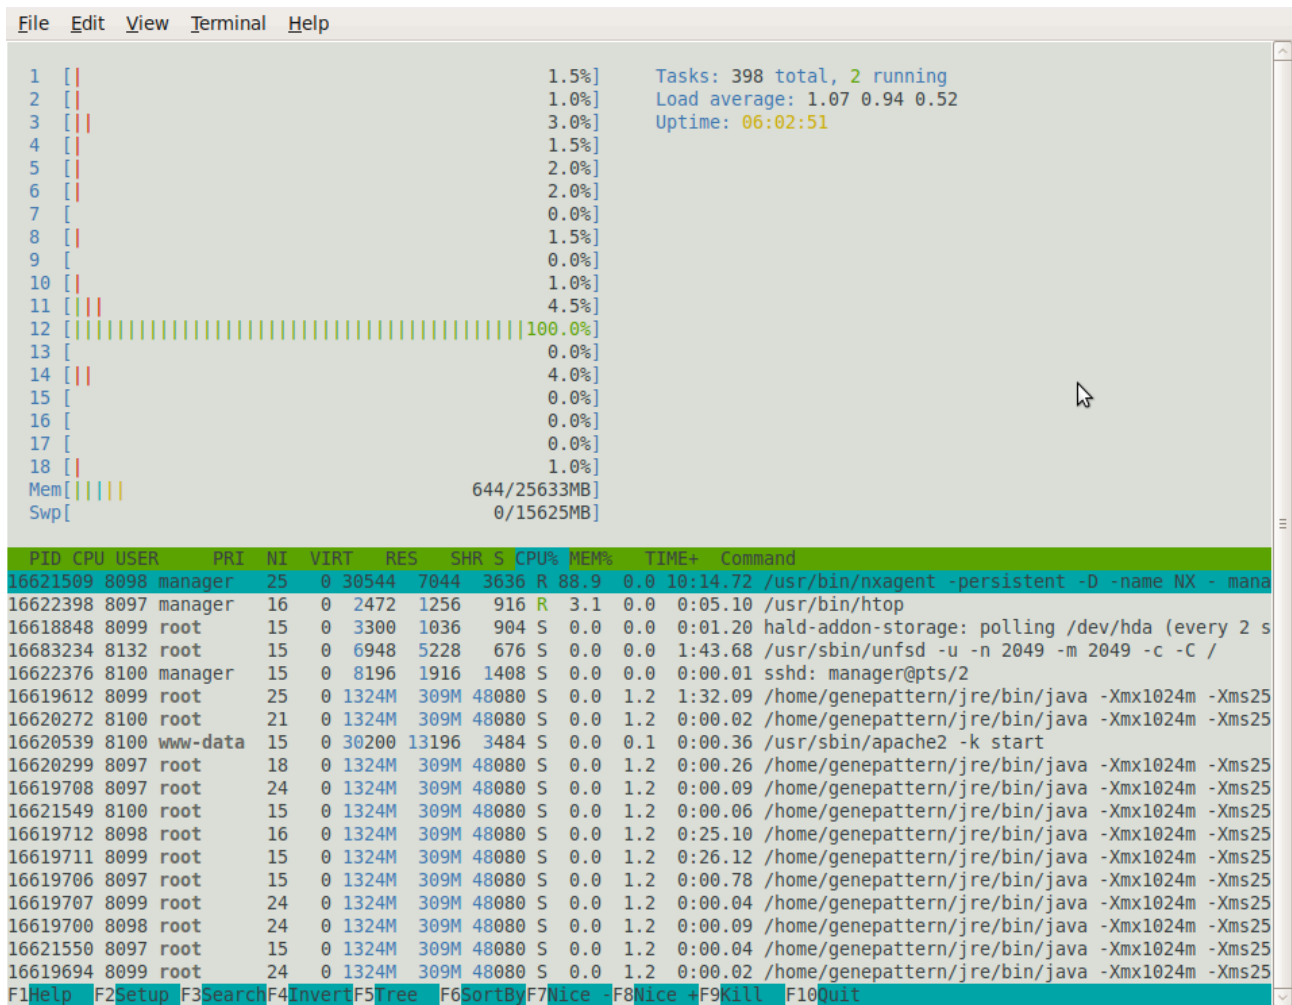 File Edit View Terminal Help
1 [| 1.5%] Tasks: 398 total, 2 running
2 [| 1.0%] Load average: 1.07 0.94 0.52
3 [|| 3.0%] Uptime: 06:02:51
4 [| 1.5%]
5 [| 2.0%]
6 [| 2.0%]
7 [ 0.0%]
8 [| 1.5%]
9 [ 0.0%]
10 [| 1.0%]
11 [||| 4.5%]
12 [||||||||||||||||||||||||||||||||||||||||||100.0%]
13 [ 0.0%]
14 [|| 4.0%]
15 [ 0.0%]
16 [ 0.0%]
17 [ 0.0%]
18 [| 1.0%]
Mem[||||| 644/25633MB]
Swp[ 0/15625MB]
PID CPU USER PRI NI VIRT RES SHR S CPU% MEM% TIME+ Command
16621509 8098 manager 25 0 30544 7044 3636 R 88.9 0.0 10:14.72 /usr/bin/nxagent -persistent -D -name NX - mana
16622398 8097 manager 16 0 2472 1256 916 R 3.1 0.0 0:05.10 /usr/bin/htop
16618848 8099 root 15 0 3300 1036 904 S 0.0 0.0 0:01.20 hald-addon-storage: polling /dev/hda (every 2 s
16683234 8132 root 15 0 6948 5228 676 S 0.0 0.0 1:43.68 /usr/sbin/unfsd -u -n 2049 -m 2049 -c -C /
16622376 8100 manager 15 0 8196 1916 1408 S 0.0 0.0 0:00.01 sshd: manager@pts/2
16619612 8099 root 25 0 1324M 309M 48080 S 0.0 1.2 1:32.09 /home/genepattern/jre/bin/java -Xmx1024m -Xms25
16620272 8100 root 21 0 1324M 309M 48080 S 0.0 1.2 0:00.02 /home/genepattern/jre/bin/java -Xmx1024m -Xms25
16620539 8100 www-data 15 0 30200 13196 3484 S 0.0 0.1 0:00.36 /usr/sbin/apache2 -k start
16620299 8097 root 18 0 1324M 309M 48080 S 0.0 1.2 0:00.26 /home/genepattern/jre/bin/java -Xmx1024m -Xms25
16619708 8097 root 24 0 1324M 309M 48080 S 0.0 1.2 0:00.09 /home/genepattern/jre/bin/java -Xmx1024m -Xms25
16621549 8100 root 15 0 1324M 309M 48080 S 0.0 1.2 0:00.06 /home/genepattern/jre/bin/java -Xmx1024m -Xms25
16619712 8098 root 16 0 1324M 309M 48080 S 0.0 1.2 0:25.10 /home/genepattern/jre/bin/java -Xmx1024m -Xms25
16619711 8099 root 15 0 1324M 309M 48080 S 0.0 1.2 0:26.12 /home/genepattern/jre/bin/java -Xmx1024m -Xms25
16619706 8097 root 15 0 1324M 309M 48080 S 0.0 1.2 0:00.78 /home/genepattern/jre/bin/java -Xmx1024m -Xms25
16619707 8099 root 24 0 1324M 309M 48080 S 0.0 1.2 0:00.04 /home/genepattern/jre/bin/java -Xmx1024m -Xms25
16619700 8098 root 24 0 1324M 309M 48080 S 0.0 1.2 0:00.09 /home/genepattern/jre/bin/java -Xmx1024m -Xms25
16621550 8097 root 15 0 1324M 309M 48080 S 0.0 1.2 0:00.04 /home/genepattern/jre/bin/java -Xmx1024m -Xms25
16619694 8099 root 24 0 1324M 309M 48080 S 0.0 1.2 0:00.02 /home/genepattern/jre/bin/java -Xmx1024m -Xms25
F1Help F2Setup F3SearchF4InvertF5Tree F6SortByF7Nice -F8Nice +F9Kill F10Quit